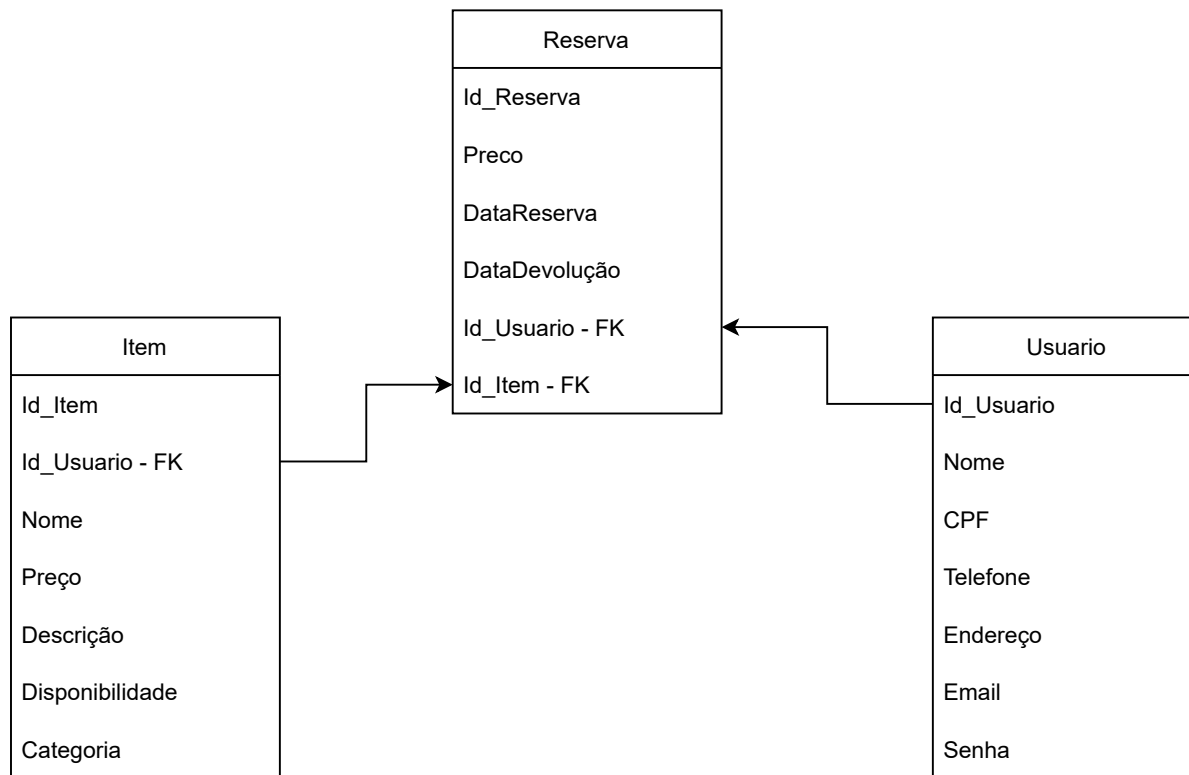 Reserva
Id_Reserva
Preco
DataReserva
DataDevolução
Id_Usuario - FK
Id_Item - FK
Item
Id_Item
Id_Usuario - FK
Nome
Preço
Descrição
Disponibilidade
Categoria
Usuario
Id_Usuario
Nome
CPF
Telefone
Endereço
Email
Senha